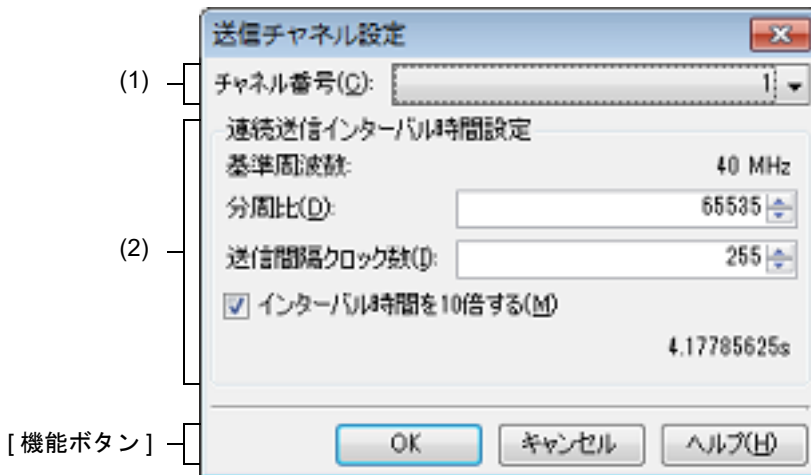 送信チャネル設定
(1)
チャネル番号(C): 1
(2)
連続送信インターバル時間設定
基準周波数: 40 MHz
分周比(D): 65535
送信間隔クロック数(I): 255
インターバル時間を10倍する(M)
4.17785625s
[ 機能ボタン ]
OK キャンセル ヘルプ(H)